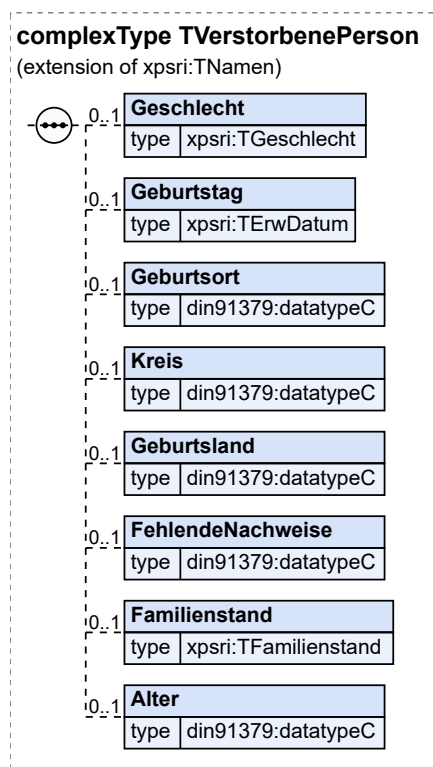 complexType TVerstorbenePerson
(extension of xpsri:TNamen)
0..1 Geschlecht
type xpsri:TGeschlecht
0..1 Geburtstag
type xpsri:TErwDatum
0..1 Geburtsort
type din91379:datatypeC
0..1 Kreis
type din91379:datatypeC
0..1 Geburtsland
type din91379:datatypeC
0..1 FehlendeNachweise
type din91379:datatypeC
0..1 Familienstand
type xpsri:TFamilienstand
0..1 Alter
type din91379:datatypeC